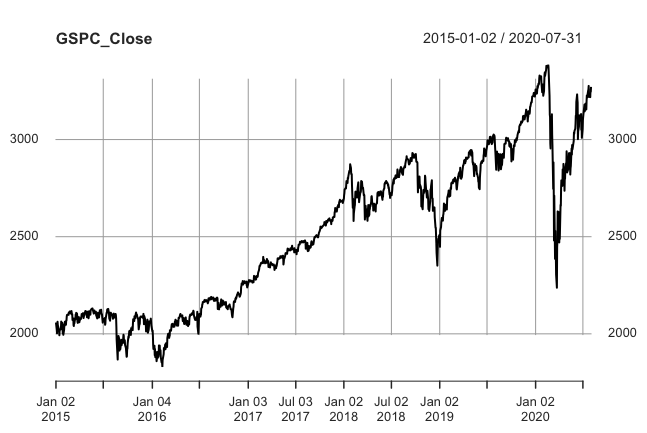 GSPC_Close 2015-01-02 / 2020-07-31
3000 3000
2500 2500
2000 2000
Jan 02 Jan 04 Jan 03 Jul 03 Jan 02 Jul 02 Jan 02 Jan 02
2015 2016 2017 2017 2018 2018 2019 2020